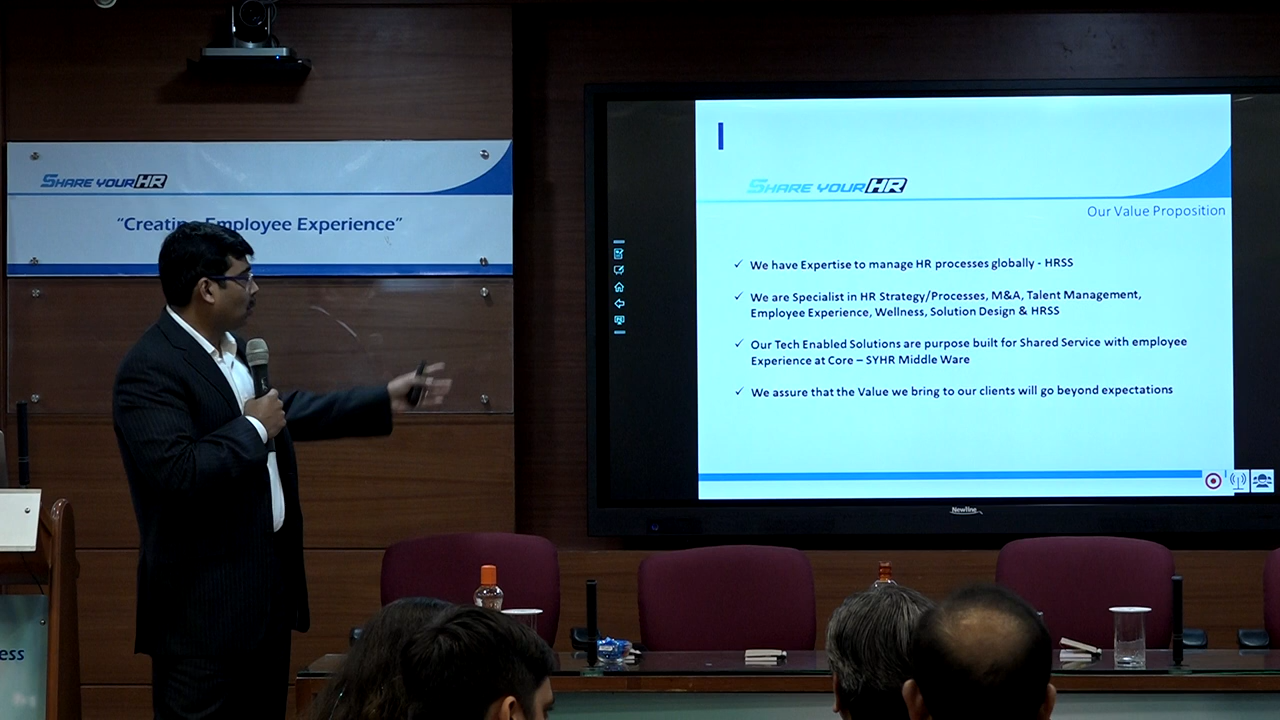 SHARE YOUR HR
"Creating Employee Experience"
SHARE YOUR HR
Our Value Proposition
✓ We have Expertise to manage HR processes globally - HRSS
✓ We are Specialist in HR Strategy/Processes, M&A, Talent Management,
Employee Experience, Wellness, Solution Design & HRSS
✓ Our Tech Enabled Solutions are purpose built for Shared Service with employee
Experience at Core – SYHR Middle Ware
✓ We assure that the Value we bring to our clients will go beyond expectations
Newline
ess